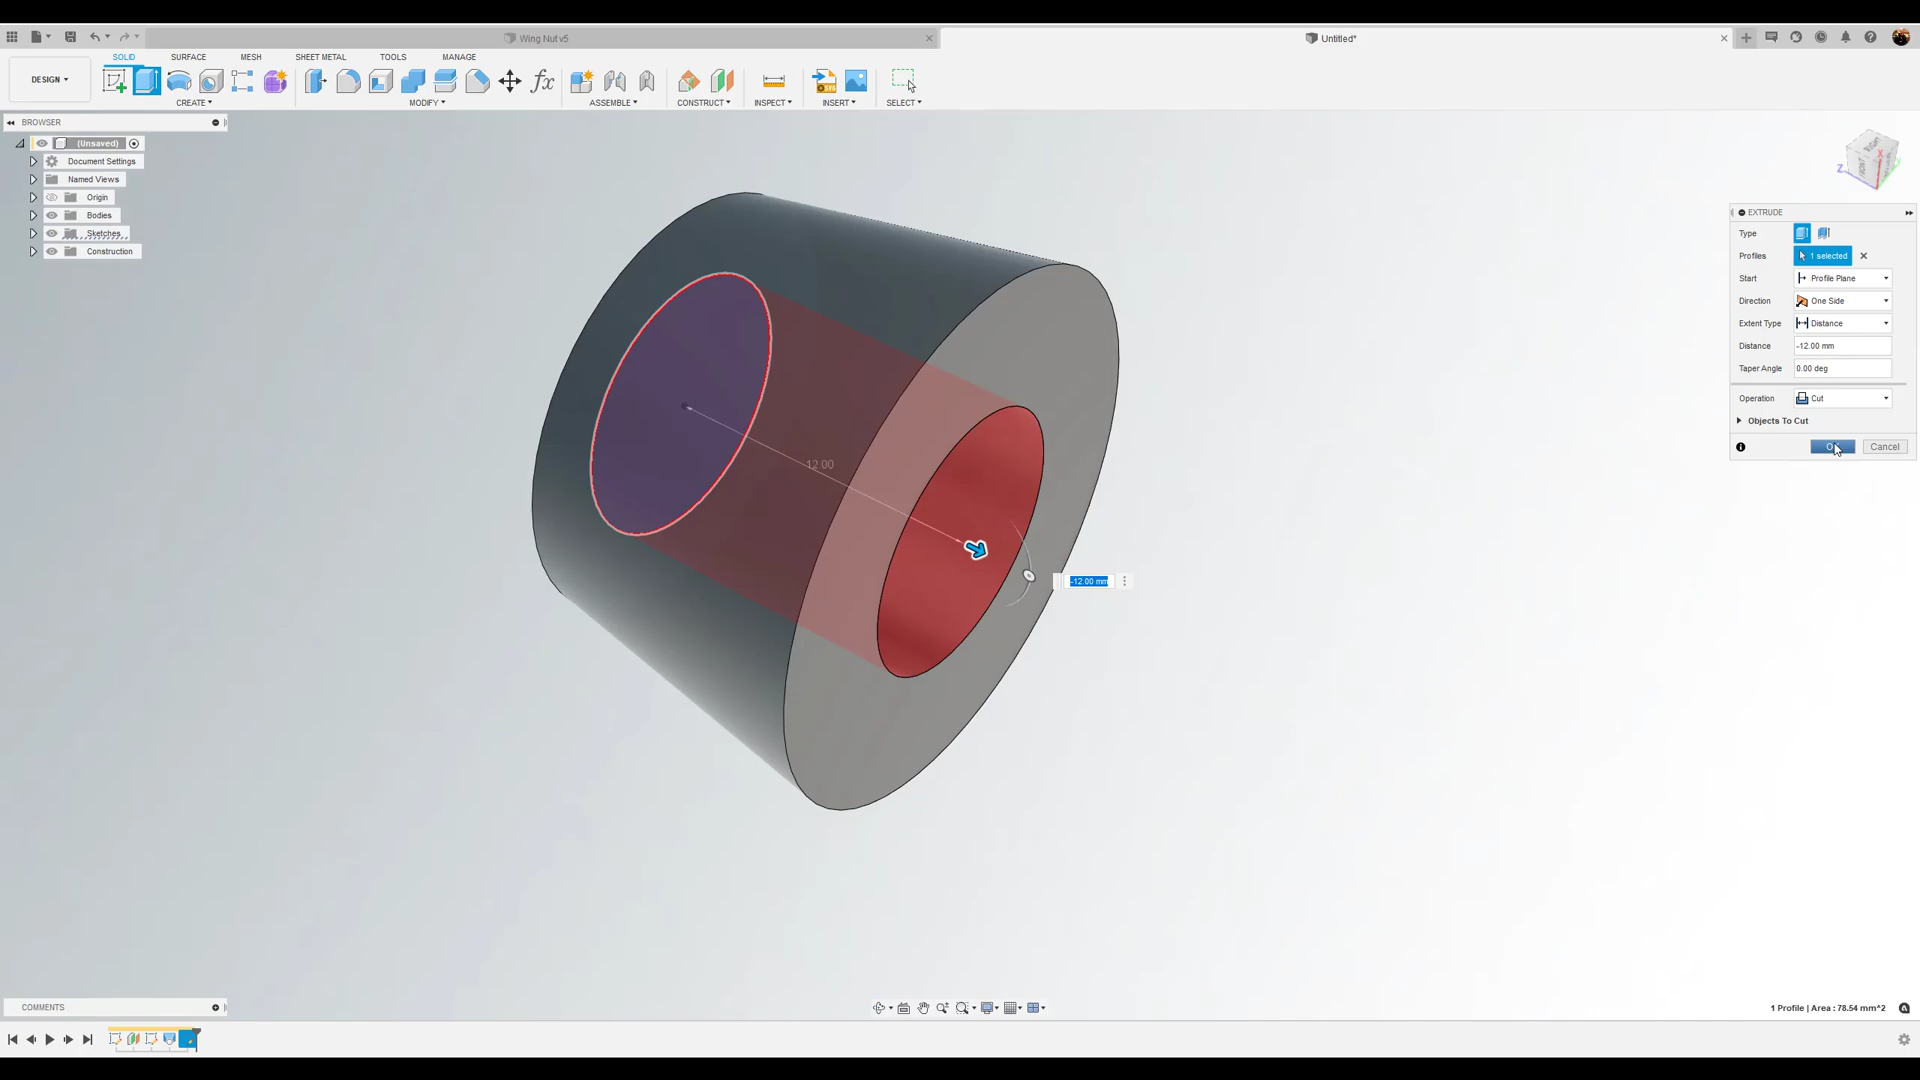 Wing Nut v5
Untitled*
SOLID
SURFACE
MESH
SHEET METAL
TOOLS
MANAGE
DESIGN
CREATE
MODIFY
ASSEMBLE
CONSTRUCT
INSPECT
INSERT
SELECT
BROWSER
(Unsaved)
Document Settings
Named Views
Origin
Bodies
Sketches
Construction
FRONT
RIGHT
X
Y
Z
EXTRUDE
Type
Profiles 1 selected
Start Profile Plane
Direction One Side
Extent Type Distance
Distance -12.00 mm
Taper Angle 0.00 deg
Operation Cut
Objects To Cut
Cancel
12.00
-12.00 mm
COMMENTS
1 Profile | Area : 78.54 mm^2